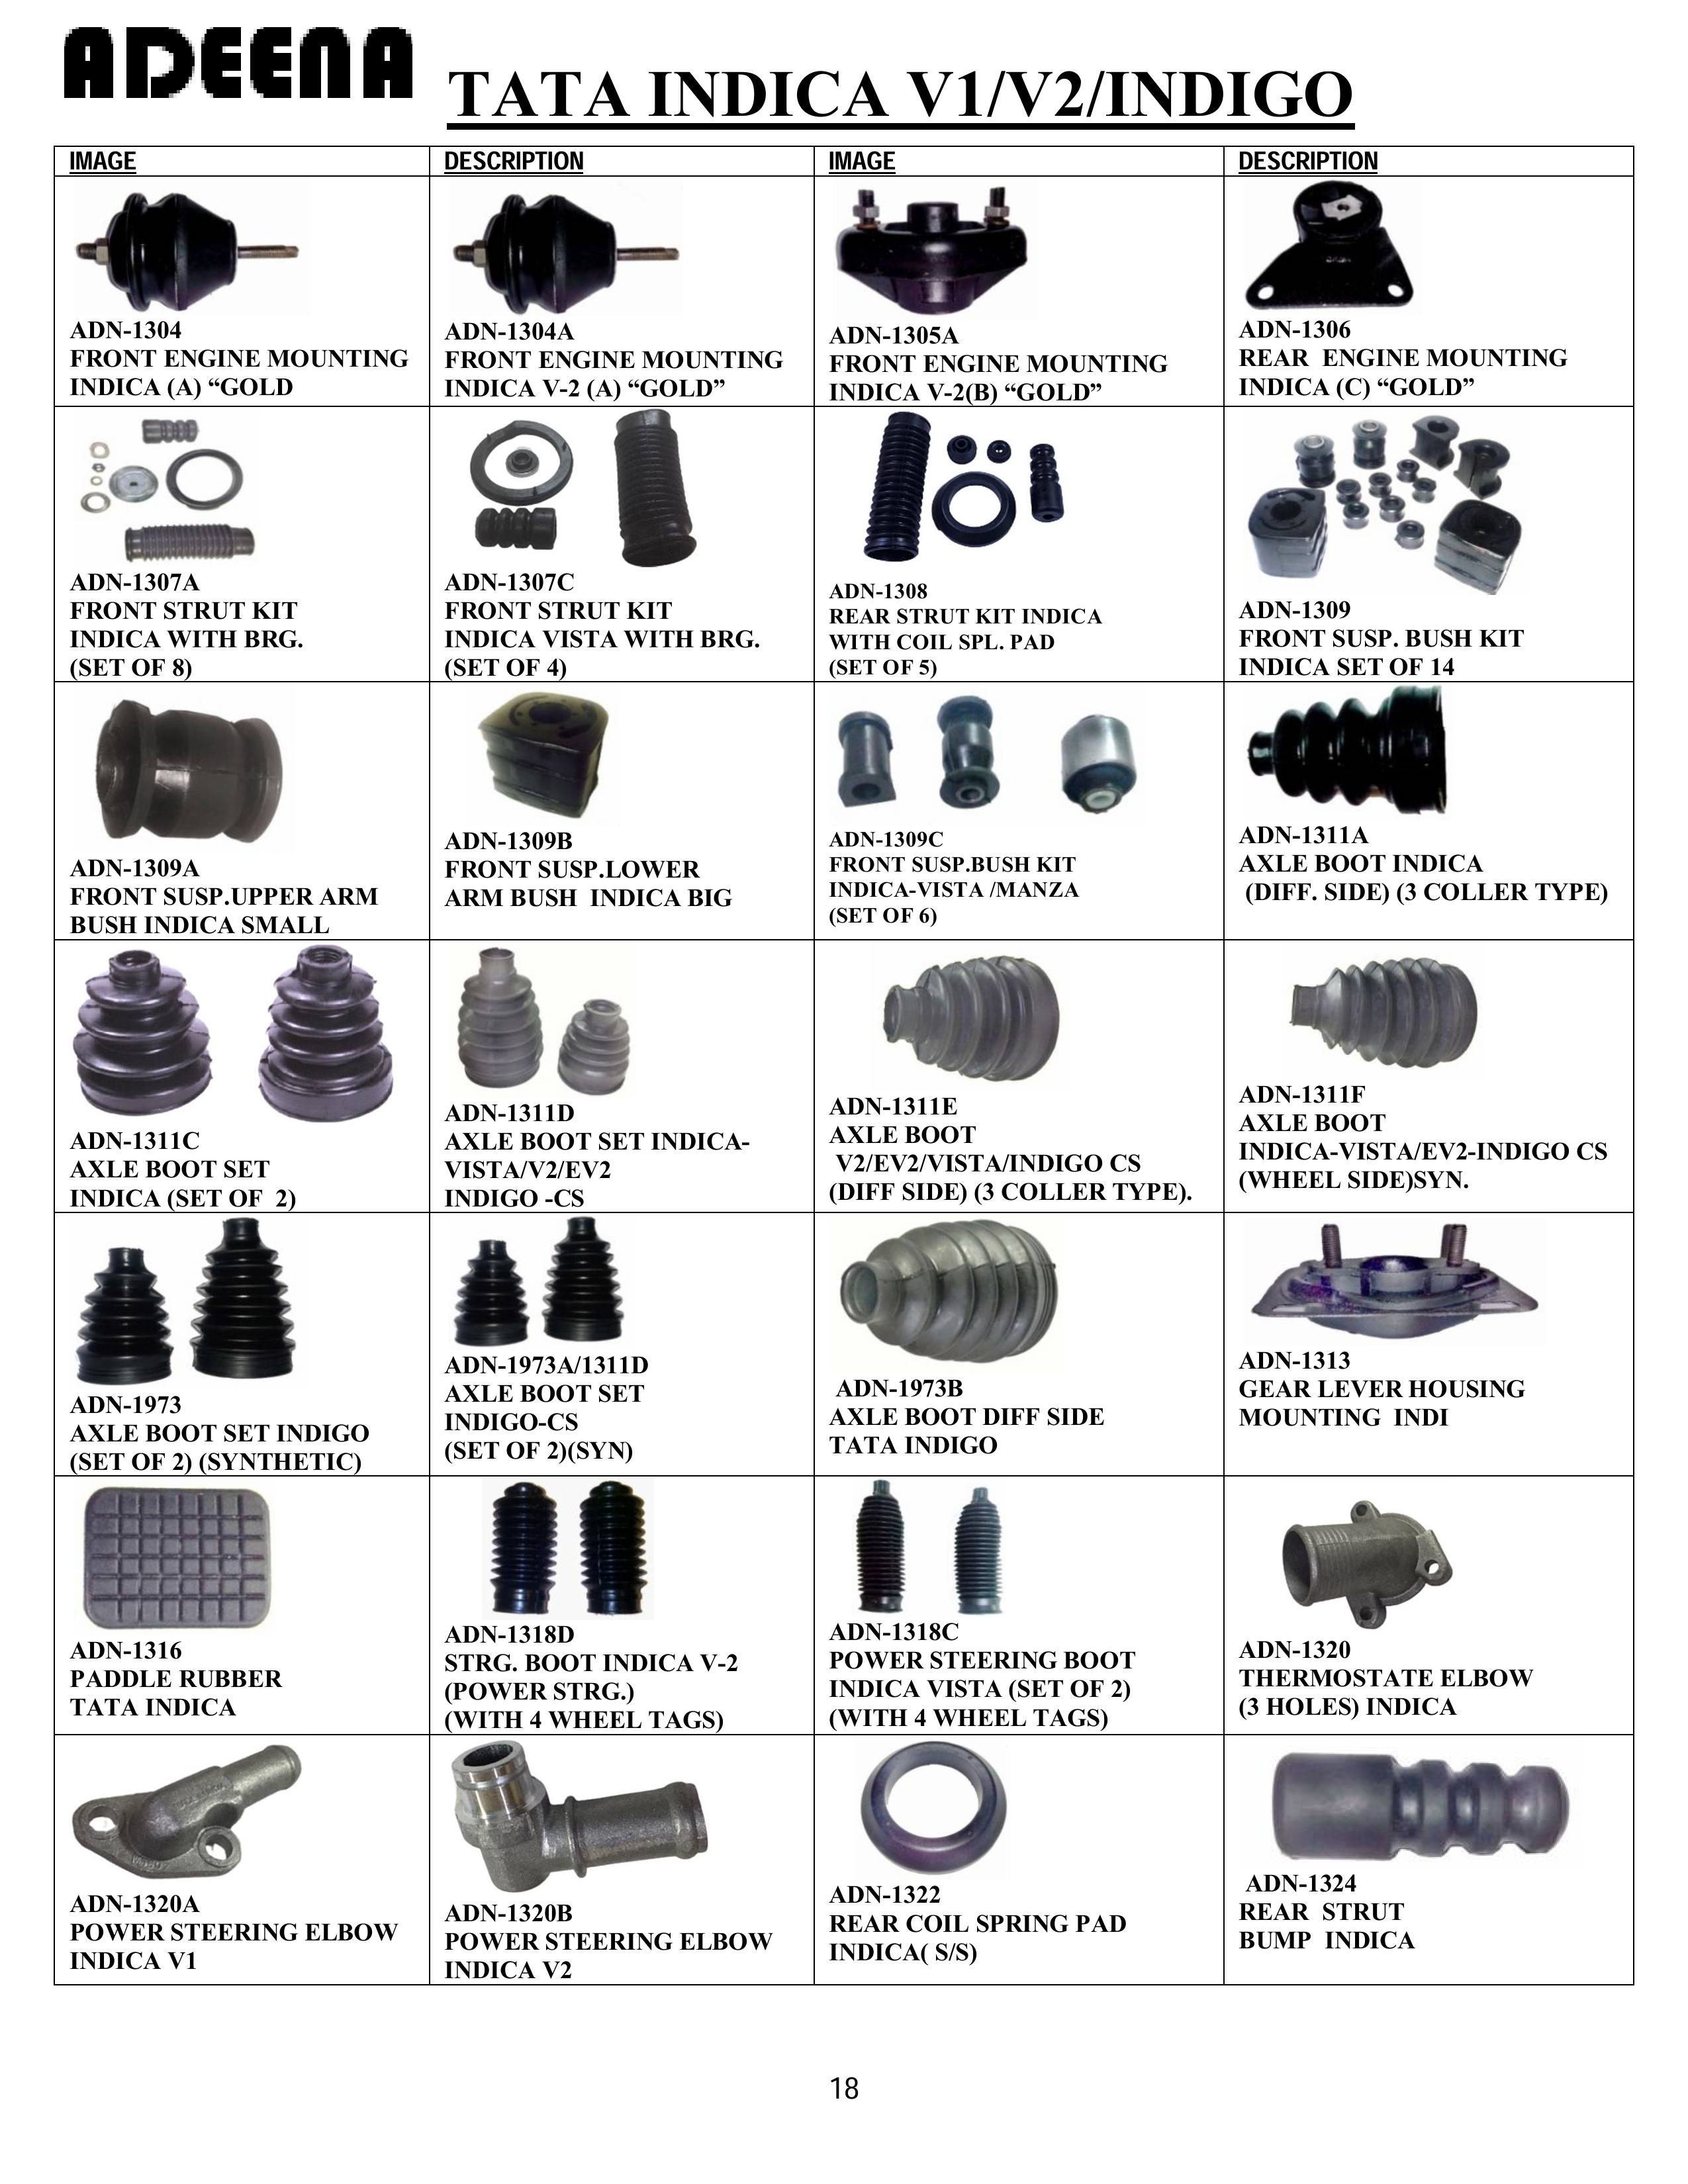 ADEENA
TATA INDICA V1/V2/INDIGO
IMAGE
DESCRIPTION
IMAGE
DESCRIPTION
ADN-1304
FRONT ENGINE MOUNTING
INDICA (A) “GOLD
ADN-1304A
FRONT ENGINE MOUNTING
INDICA V-2 (A) “GOLD”
ADN-1305A
FRONT ENGINE MOUNTING
INDICA V-2(B) “GOLD”
ADN-1306
REAR ENGINE MOUNTING
INDICA (C) “GOLD”
ADN-1307A
FRONT STRUT KIT
INDICA WITH BRG.
(SET OF 8)
ADN-1307C
FRONT STRUT KIT
INDICA VISTA WITH BRG.
(SET OF 4)
ADN-1308
REAR STRUT KIT INDICA
WITH COIL SPL. PAD
(SET OF 5)
ADN-1309
FRONT SUSP. BUSH KIT
INDICA SET OF 14
ADN-1309A
FRONT SUSP.UPPER ARM
BUSH INDICA SMALL
ADN-1309B
FRONT SUSP.LOWER
ARM BUSH INDICA BIG
ADN-1309C
FRONT SUSP.BUSH KIT
INDICA-VISTA /MANZA
(SET OF 6)
ADN-1311A
AXLE BOOT INDICA
(DIFF. SIDE) (3 COLLER TYPE)
ADN-1311C
AXLE BOOT SET
INDICA (SET OF 2)
ADN-1311D
AXLE BOOT SET INDICA-
VISTA/V2/EV2
INDIGO -CS
ADN-1311E
AXLE BOOT
V2/EV2/VISTA/INDIGO CS
(DIFF SIDE) (3 COLLER TYPE).
ADN-1311F
AXLE BOOT
INDICA-VISTA/EV2-INDIGO CS
(WHEEL SIDE)SYN.
ADN-1973
AXLE BOOT SET INDIGO
(SET OF 2) (SYNTHETIC)
ADN-1973A/1311D
AXLE BOOT SET
INDIGO-CS
(SET OF 2)(SYN)
ADN-1973B
AXLE BOOT DIFF SIDE
TATA INDIGO
ADN-1313
GEAR LEVER HOUSING
MOUNTING INDI
ADN-1316
PADDLE RUBBER
TATA INDICA
ADN-1318D
STRG. BOOT INDICA V-2
(POWER STRG.)
(WITH 4 WHEEL TAGS)
ADN-1318C
POWER STEERING BOOT
INDICA VISTA (SET OF 2)
(WITH 4 WHEEL TAGS)
ADN-1320
THERMOSTATE ELBOW
(3 HOLES) INDICA
ADN-1320A
POWER STEERING ELBOW
INDICA V1
ADN-1320B
POWER STEERING ELBOW
INDICA V2
ADN-1322
REAR COIL SPRING PAD
INDICA( S/S)
ADN-1324
REAR STRUT
BUMP INDICA
18